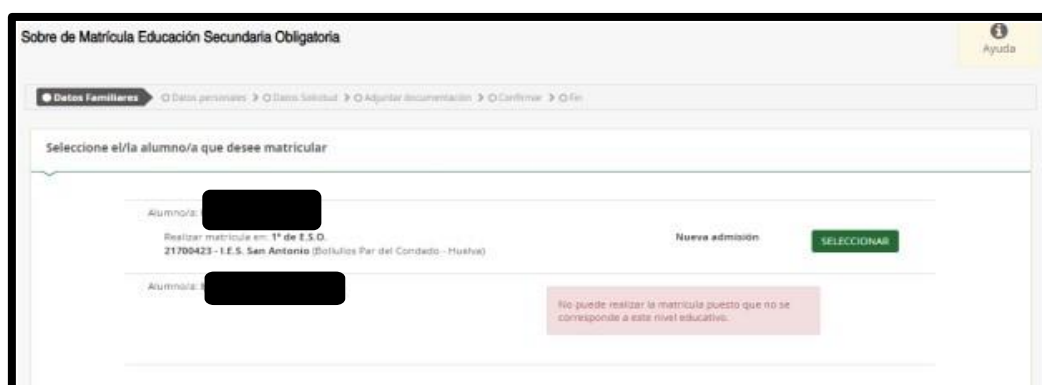 Sobre de Matrícula Educación Secundaria Obligatoria
Ayuda
Datos Familiares Datos personales Datos Solicitud Adjuntar documentación Confirmar Fin
Seleccione el/la alumno/a que desee matricular
Alumno/a:
Realizar matrícula en: 1º de E.S.O.
Nueva admisión
SELECCIONAR
21700423 - I.E.S. San Antonio (Bollullos Par del Condado - Huelva)
Alumno/a:
No puede realizar la matrícula puesto que no se
corresponde a este nivel educativo.